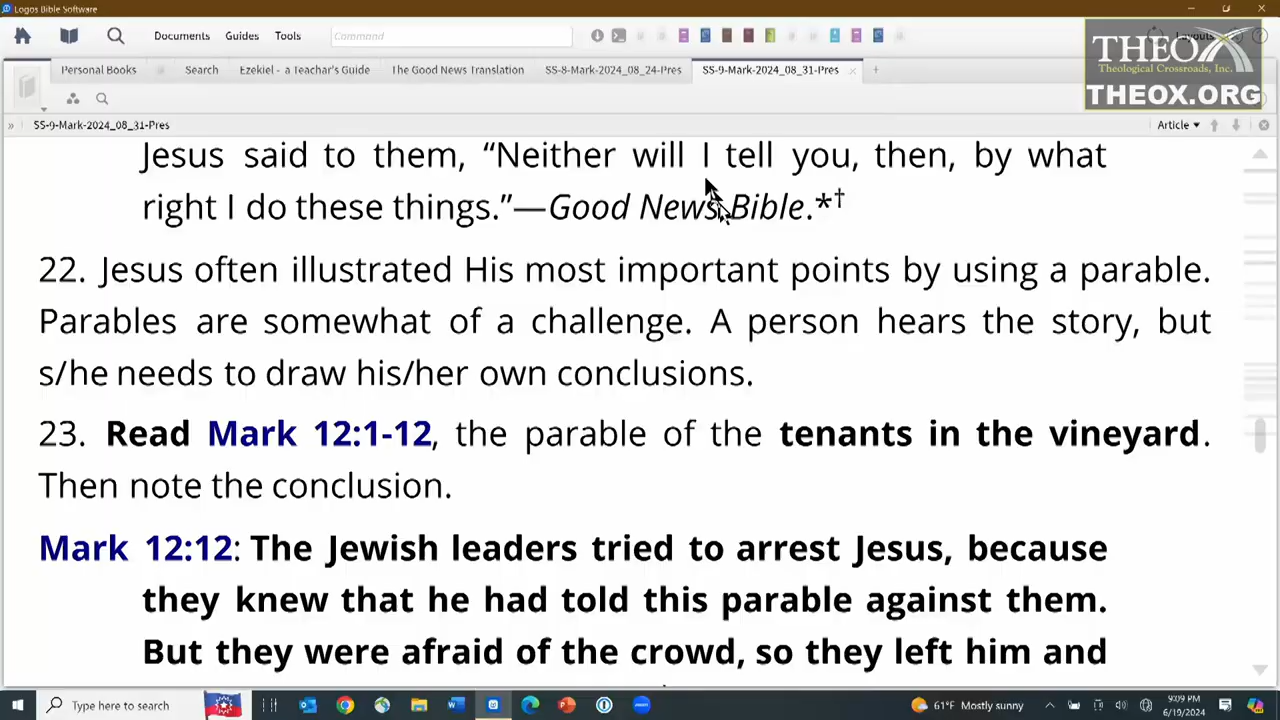 Logos Bible Software
Documents Guides Tools Command
THEOX
Theological Crossroads, Inc.
THEOX.ORG
Personal Books Search Ezekiel - a Teacher's Guide SS-8-Mark-2024_08_24-Pres SS-9-Mark-2024_08_31-Pres
SS-9-Mark-2024_08_31-Pres Article
Jesus said to them, “Neither will I tell you, then, by what
right I do these things.”—Good News Bible.*†
22. Jesus often illustrated His most important points by using a parable.
Parables are somewhat of a challenge. A person hears the story, but
s/he needs to draw his/her own conclusions.
23. Read Mark 12:1-12, the parable of the tenants in the vineyard.
Then note the conclusion.
Mark 12:12: The Jewish leaders tried to arrest Jesus, because
they knew that he had told this parable against them.
But they were afraid of the crowd, so they left him and
Type here to search
61°F Mostly sunny
9:09 PM
6/19/2024